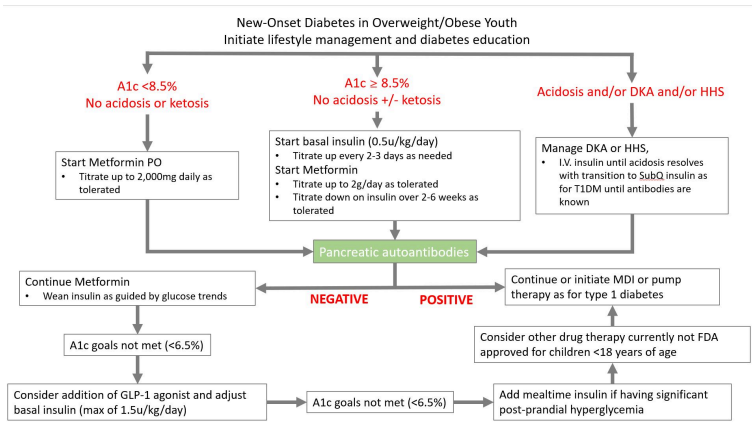 New-Onset Diabetes in Overweight/Obese Youth
Initiate lifestyle management and diabetes education
A1c <8.5%
No acidosis or ketosis
A1c ≥ 8.5%
No acidosis +/- ketosis
Acidosis and/or DKA and/or HHS
Start Metformin PO
• Titrate up to 2,000mg daily as
tolerated
Start basal insulin (0.5u/kg/day)
• Titrate up every 2-3 days as needed
Start Metformin
• Titrate up to 2g/day as tolerated
• Titrate down on insulin over 2-6 weeks as
tolerated
Manage DKA or HHS,
• I.V. insulin until acidosis resolves
with transition to SubQ insulin as
for T1DM until antibodies are
known
Pancreatic autoantibodies
NEGATIVE
POSITIVE
Continue Metformin
• Wean insulin as guided by glucose trends
Continue or initiate MDI or pump
therapy as for type 1 diabetes
A1c goals not met (<6.5%)
Consider other drug therapy currently not FDA
approved for children <18 years of age
Consider addition of GLP-1 agonist and adjust
basal insulin (max of 1.5u/kg/day)
A1c goals not met (<6.5%)
Add mealtime insulin if having significant
post-prandial hyperglycemia